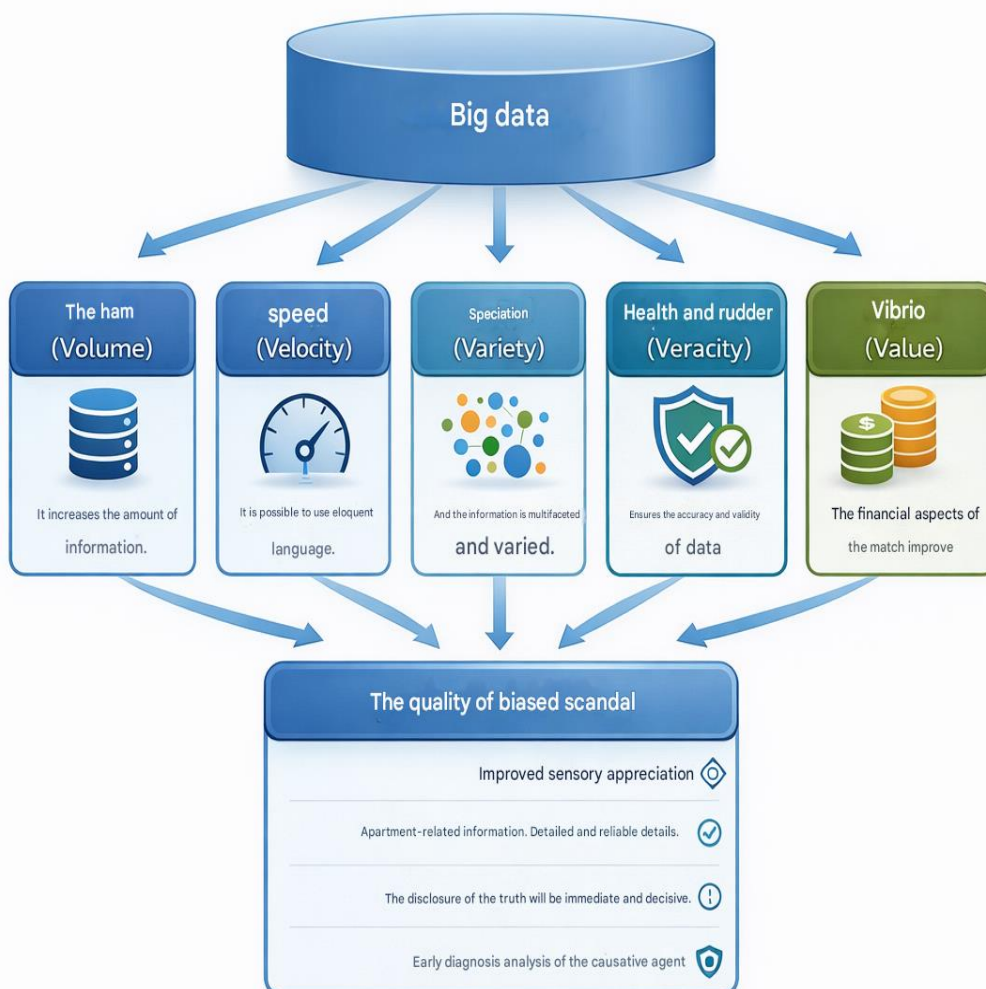 Big data
The ham
(Volume)
It increases the amount of
information.
speed
(Velocity)
It is possible to use eloquent
language.
Speciation
(Variety)
And the information is multifaceted
and varied.
Health and rudder
(Veracity)
Ensures the accuracy and validity
of data
Vibrio
(Value)
$
The financial aspects of
the match improve
The quality of biased scandal
Improved sensory appreciation
Apartment-related information. Detailed and reliable details.
The disclosure of the truth will be immediate and decisive.
Early diagnosis analysis of the causative agent